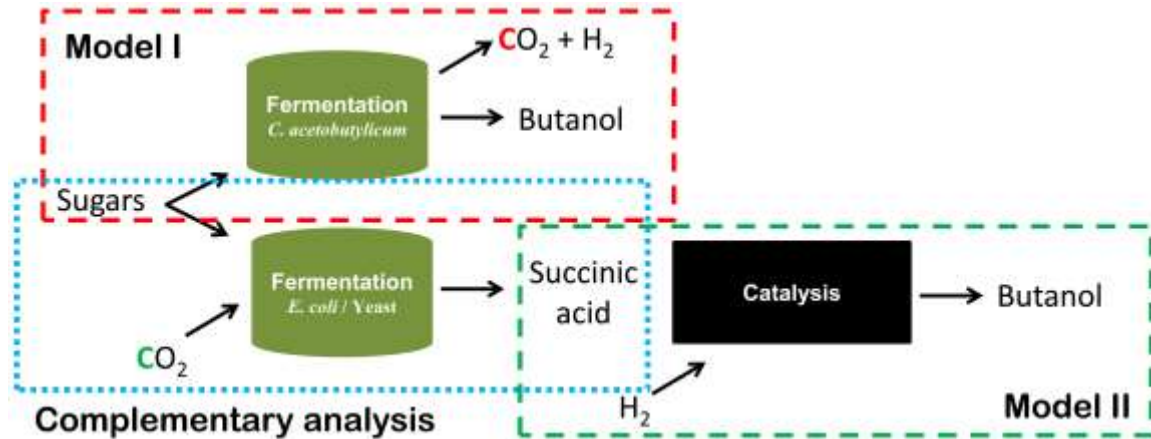 Model I
CO₂ + H₂
Fermentation
C. acetobutylicum
Butanol
Sugars
Fermentation
E. coli / Yeast
Succinic
acid
Catalysis
Butanol
CO₂
H₂
Complementary analysis
Model II